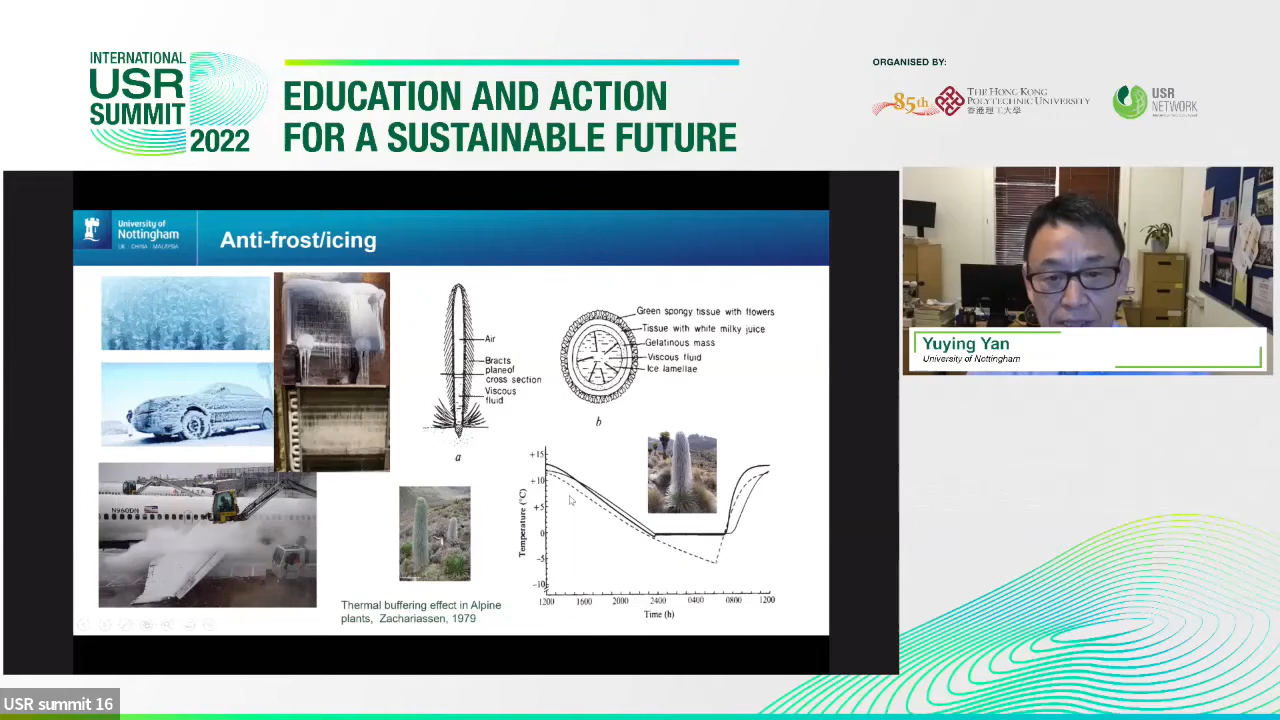 INTERNATIONAL
USR
SUMMIT
2022
EDUCATION AND ACTION
FOR A SUSTAINABLE FUTURE
ORGANISED BY:
85th
THE HONG KONG
POLYTECHNIC UNIVERSITY
香港理工大學
USR
NETWORK
University of
Nottingham
UK | CHINA | MALAYSIA
Anti-frost/icing
N960DN
Air
Bracts
planeof
cross section
Viscous
fluid
a
Green spongy tissue with flowers
Tissue with white milky juice
Gelatinous mass
Viscous fluid
Ice lamellae
b
Temperature (°C)
+15
+10
+5
0
-5
-10
1200 1600 2000 2400 0400 0800 1200
Time (h)
Thermal buffering effect in Alpine
plants, Zachariassen, 1979
Yuying Yan
University of Nottingham
USR summit 16